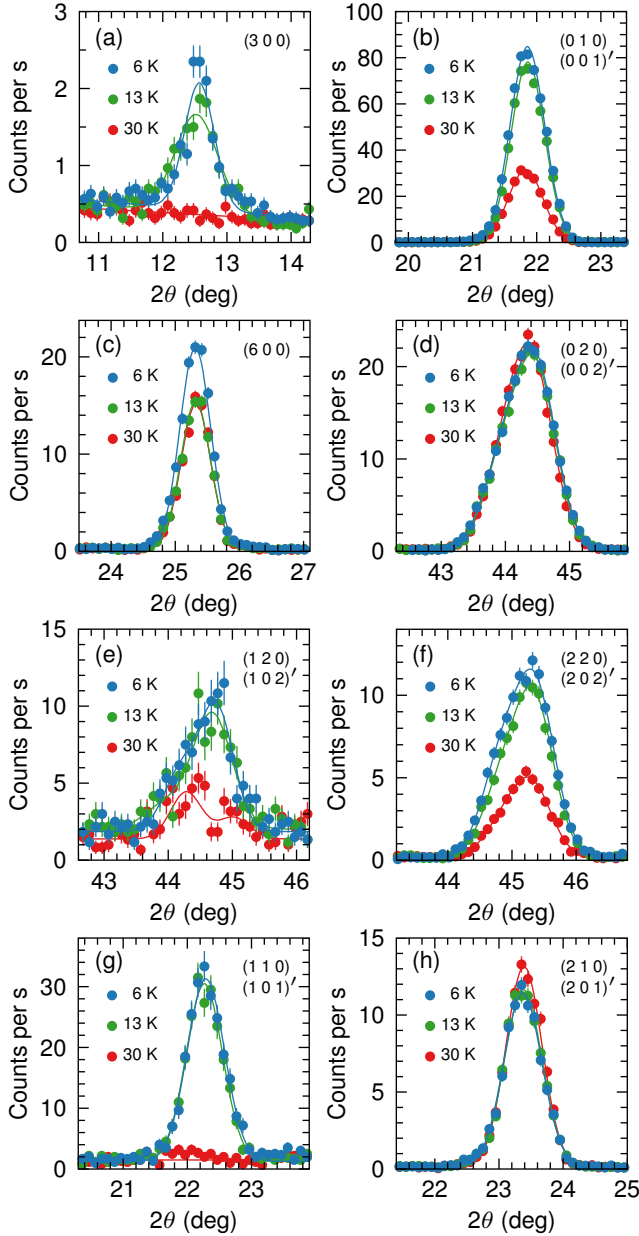 (a)
(3 0 0)
6 K
13 K
30 K
Counts per s
0
1
2
3
11
12
13
14
2θ (deg)
(b)
(0 1 0)
(0 0 1)′
6 K
13 K
30 K
Counts per s
0
20
40
60
80
100
20
21
22
23
2θ (deg)
(c)
(6 0 0)
6 K
13 K
30 K
Counts per s
0
10
20
24
25
26
27
2θ (deg)
(d)
(0 2 0)
(0 0 2)′
6 K
13 K
30 K
Counts per s
0
10
20
43
44
45
2θ (deg)
(e)
(1 2 0)
(1 0 2)′
6 K
13 K
30 K
Counts per s
0
5
10
15
43
44
45
46
2θ (deg)
(f)
(2 2 0)
(2 0 2)′
6 K
13 K
30 K
Counts per s
0
5
10
44
45
46
2θ (deg)
(g)
(1 1 0)
(1 0 1)′
6 K
13 K
30 K
Counts per s
0
10
20
30
21
22
23
2θ (deg)
(h)
(2 1 0)
(2 0 1)′
6 K
13 K
30 K
Counts per s
0
5
10
15
22
23
24
25
2θ (deg)